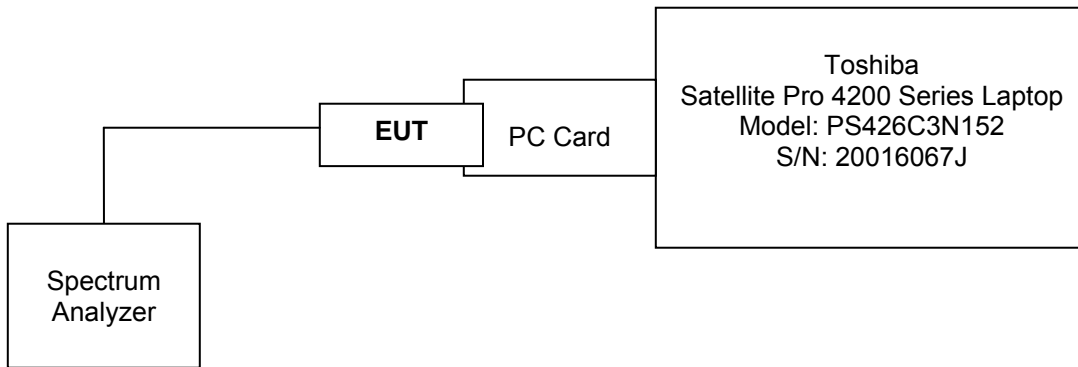 Toshiba
Satellite Pro 4200 Series Laptop
Model: PS426C3N152
S/N: 20016067J
EUT
PC Card
Spectrum
Analyzer